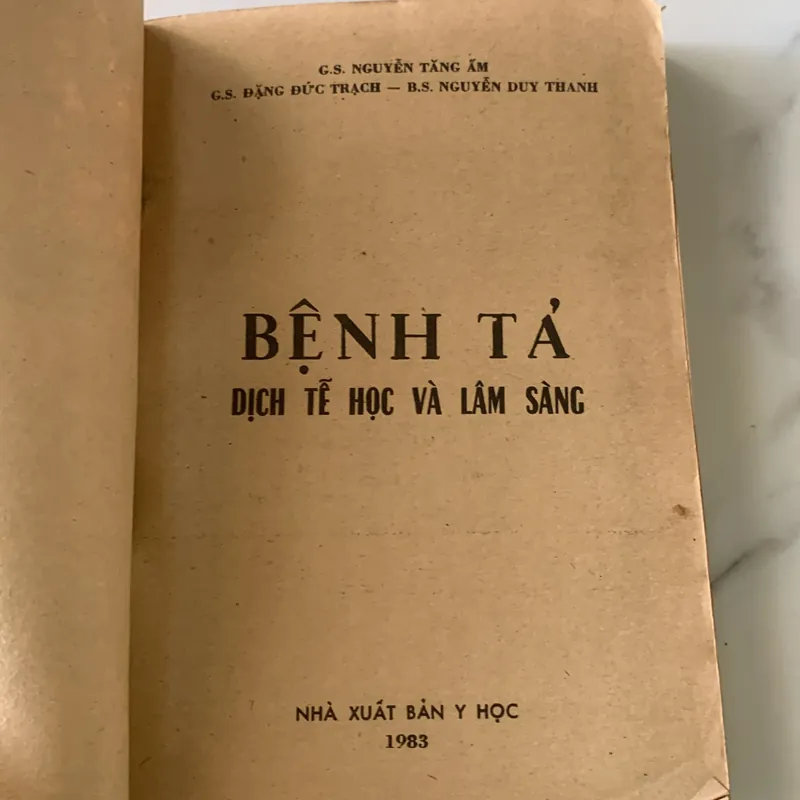 G.S. NGUYỄN TĂNG ẤM
G.S. ĐẶNG ĐỨC TRẠCH — B.S. NGUYỄN DUY THANH
BỆNH TẢ
DỊCH TỄ HỌC VÀ LÂM SÀNG
NHÀ XUẤT BẢN Y HỌC
1983